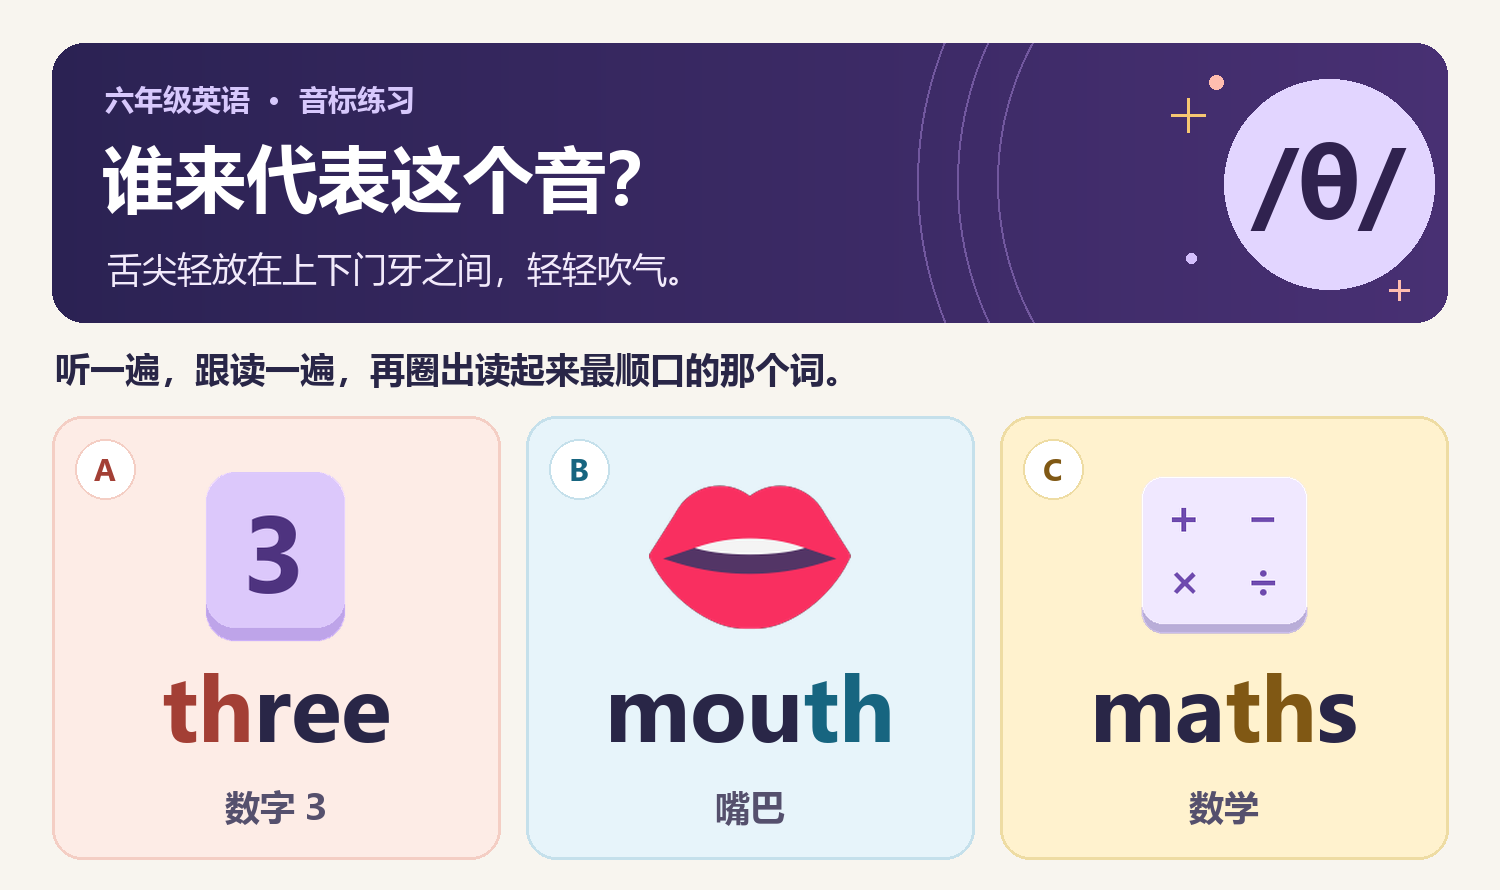 六年级英语 · 音标练习
谁来代表这个音？
舌尖轻放在上下门牙之间，轻轻吹气。
/θ/
听一遍，跟读一遍，再圈出读起来最顺口的那个词。
A
3
three
数字 3
B
mouth
嘴巴
C
+ −
× ÷
maths
数学